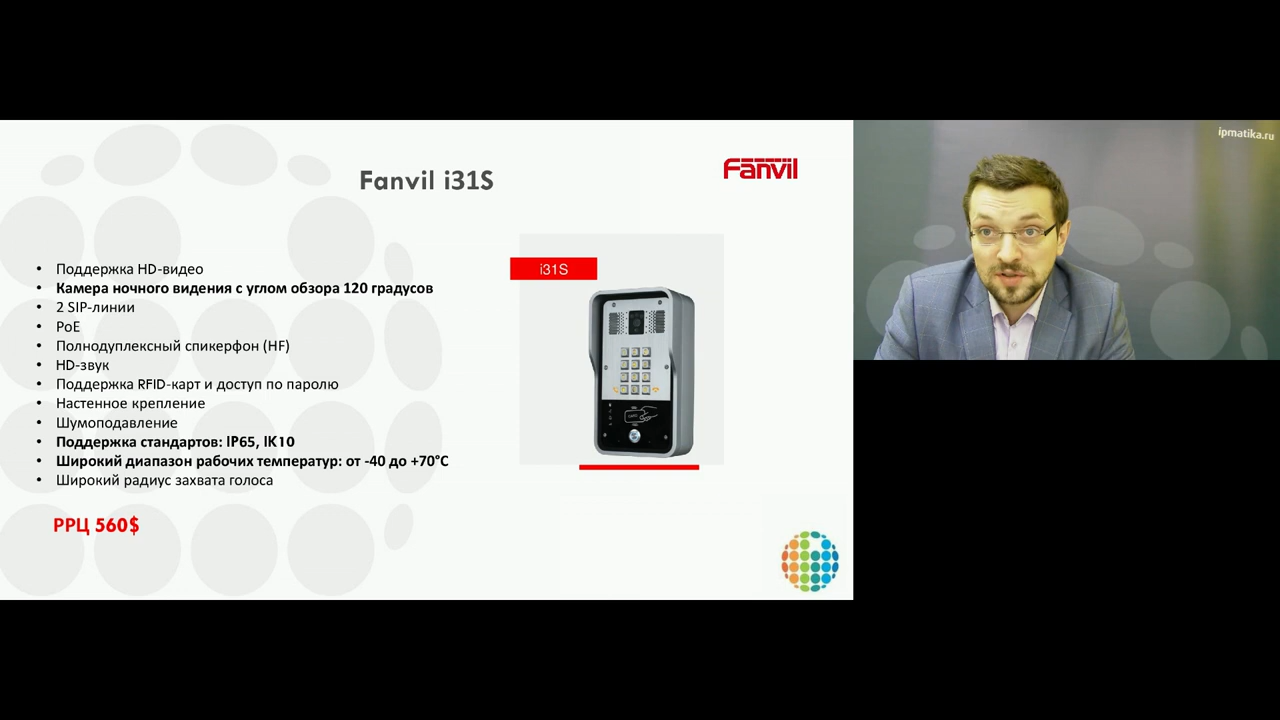 ipmatika.ru
Fanvil i31S
Fanvil
i31S
• Поддержка HD-видео
• Камера ночного видения с углом обзора 120 градусов
• 2 SIP-линии
• PoE
• Полнодуплексный спикерфон (HF)
• HD-звук
• Поддержка RFID-карт и доступ по паролю
• Настенное крепление
• Шумоподавление
• Поддержка стандартов: IP65, IK10
• Широкий диапазон рабочих температур: от -40 до +70°C
• Широкий радиус захвата голоса
РРЦ 560$